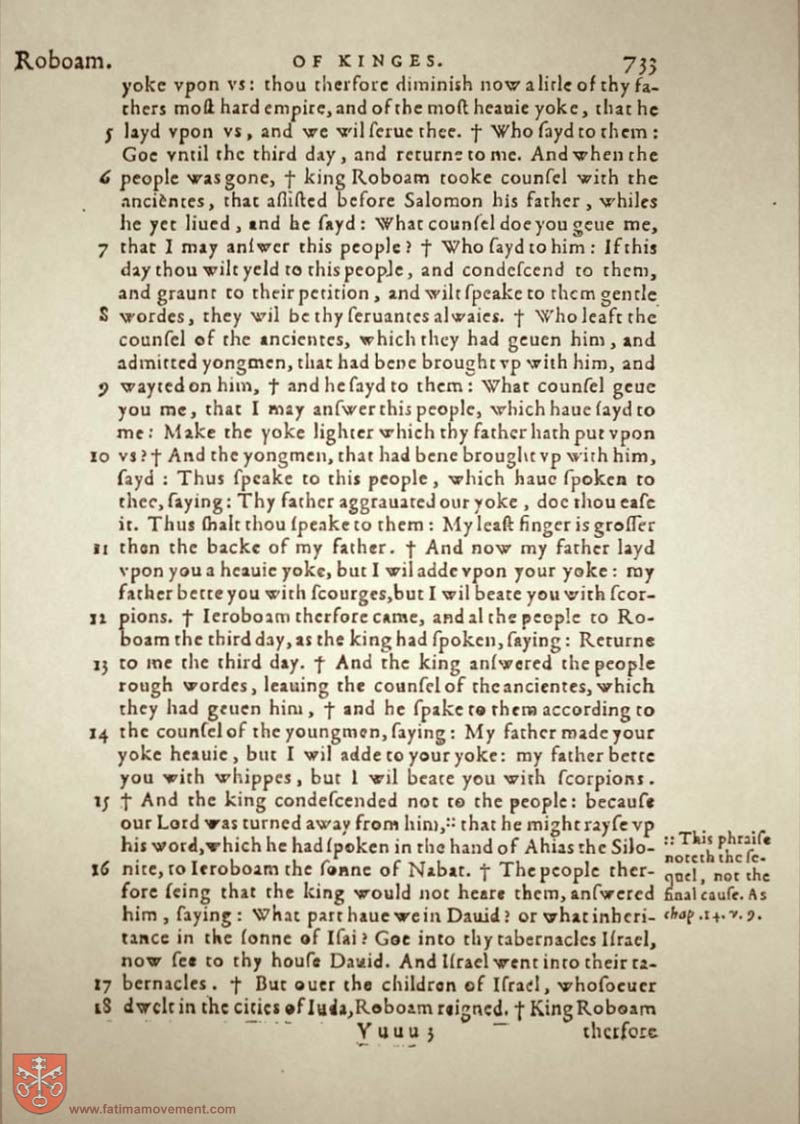 Roboam. OF KINGES. 733
yoke vpon vs: thou therfore diminish now a litle of thy fa-
thers moſt hard empire, and of the moſt heauie yoke, that he
5 layd vpon vs, and we wil ſerue thee. † Who ſayd to them:
Goe vntil the third day, and returne to me. And when the
6 people was gone, † king Roboam tooke counſel with the
ancientes, that aſſiſted before Salomon his father, whiles
he yet liued, and he ſayd: What counſel doe you geue me,
7 that I may anſwer this people? † Who ſayd to him: If this
day thou wilt yeld to this people, and condeſcend to them,
and graunt to their petition, and wilt ſpeake to them gentle
8 wordes, they wil be thy ſeruantes alwaies. † Who leaft the
counſel of the ancientes, which they had geuen him, and
admitted yongmen, that had bene brought vp with him, and
9 wayted on him, † and he ſayd to them: What counſel geue
you me, that I may anſwer this people, which haue ſayd to
me: Make the yoke lighter which thy father hath put vpon
10 vs? † And the yongmen, that had bene brought vp with him,
ſayd: Thus ſpeake to this people, which haue ſpoken to
thee, ſaying: Thy father aggrauated our yoke, doe thou eaſe
it. Thus ſhalt thou ſpeake to them: My leaſt finger is groſſer
11 then the backe of my father. † And now my father layd
vpon you a heauie yoke, but I wil adde vpon your yoke: my
father bette you with ſcourges, but I wil beate you with ſcor-
12 pions. † Ieroboam therfore came, and al the people to Ro-
boam the third day, as the king had ſpoken, ſaying: Returne
13 to me the third day. † And the king anſwered the people
rough wordes, leauing the counſel of the ancientes, which
they had geuen him, † and he ſpake to them according to
14 the counſel of the youngmen, ſaying: My father made your
yoke heauie, but I wil adde to your yoke: my father bette
you with whippes, but I wil beate you with ſcorpions.
15 † And the king condeſcended not to the people: becauſe
our Lord was turned away from him, :: that he might rayſe vp
his word, which he had ſpoken in the hand of Ahias the Silo-
16 nite, to Ieroboam the ſonne of Nabat. † The people ther-
fore ſeing that the king would not heare them, anſwered
him, ſaying: What part haue we in Dauid? or what inheri-
tance in the ſonne of Iſai? Goe into thy tabernacles Iſrael,
now ſee to thy houſe Dauid. And Iſrael went into their ta-
17 bernacles. † But ouer the children of Iſrael, whoſoeuer
18 dwelt in the cities of Iuda, Roboam reigned. † King Roboam
Yuuu 3 therfore
:: This phraiſe
noteth the ſe-
quel, not the
final cauſe. As
chap. 14. v. 9.
www.fatimamovement.com